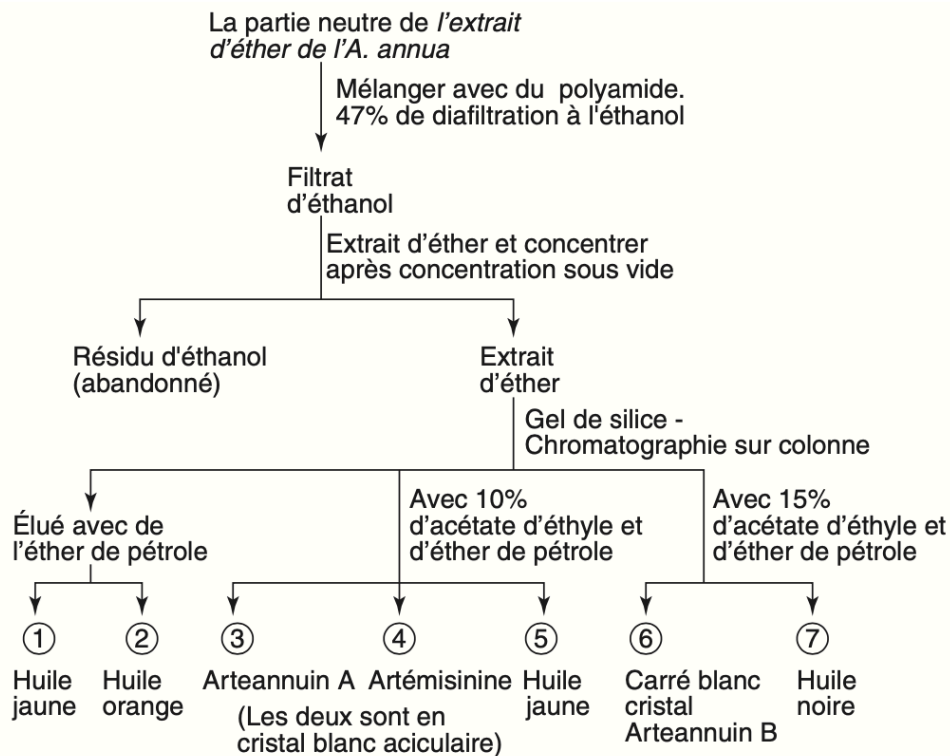 La partie neutre de l'extrait
d'éther de l'A. annua
Mélanger avec du polyamide.
47% de diafiltration à l'éthanol
Filtrat
d'éthanol
Extrait d'éther et concentrer
après concentration sous vide
Résidu d'éthanol
(abandonné)
Extrait
d'éther
Gel de silice -
Chromatographie sur colonne
Élué avec de
l'éther de pétrole
Avec 10%
d'acétate d'éthyle et
d'éther de pétrole
Avec 15%
d'acétate d'éthyle et
d'éther de pétrole
1
Huile
jaune
2
Huile
orange
3
Arteannuin A
4
Artémisinine
(Les deux sont en
cristal blanc aciculaire)
5
Huile
jaune
6
Carré blanc
cristal
Arteannuin B
7
Huile
noire